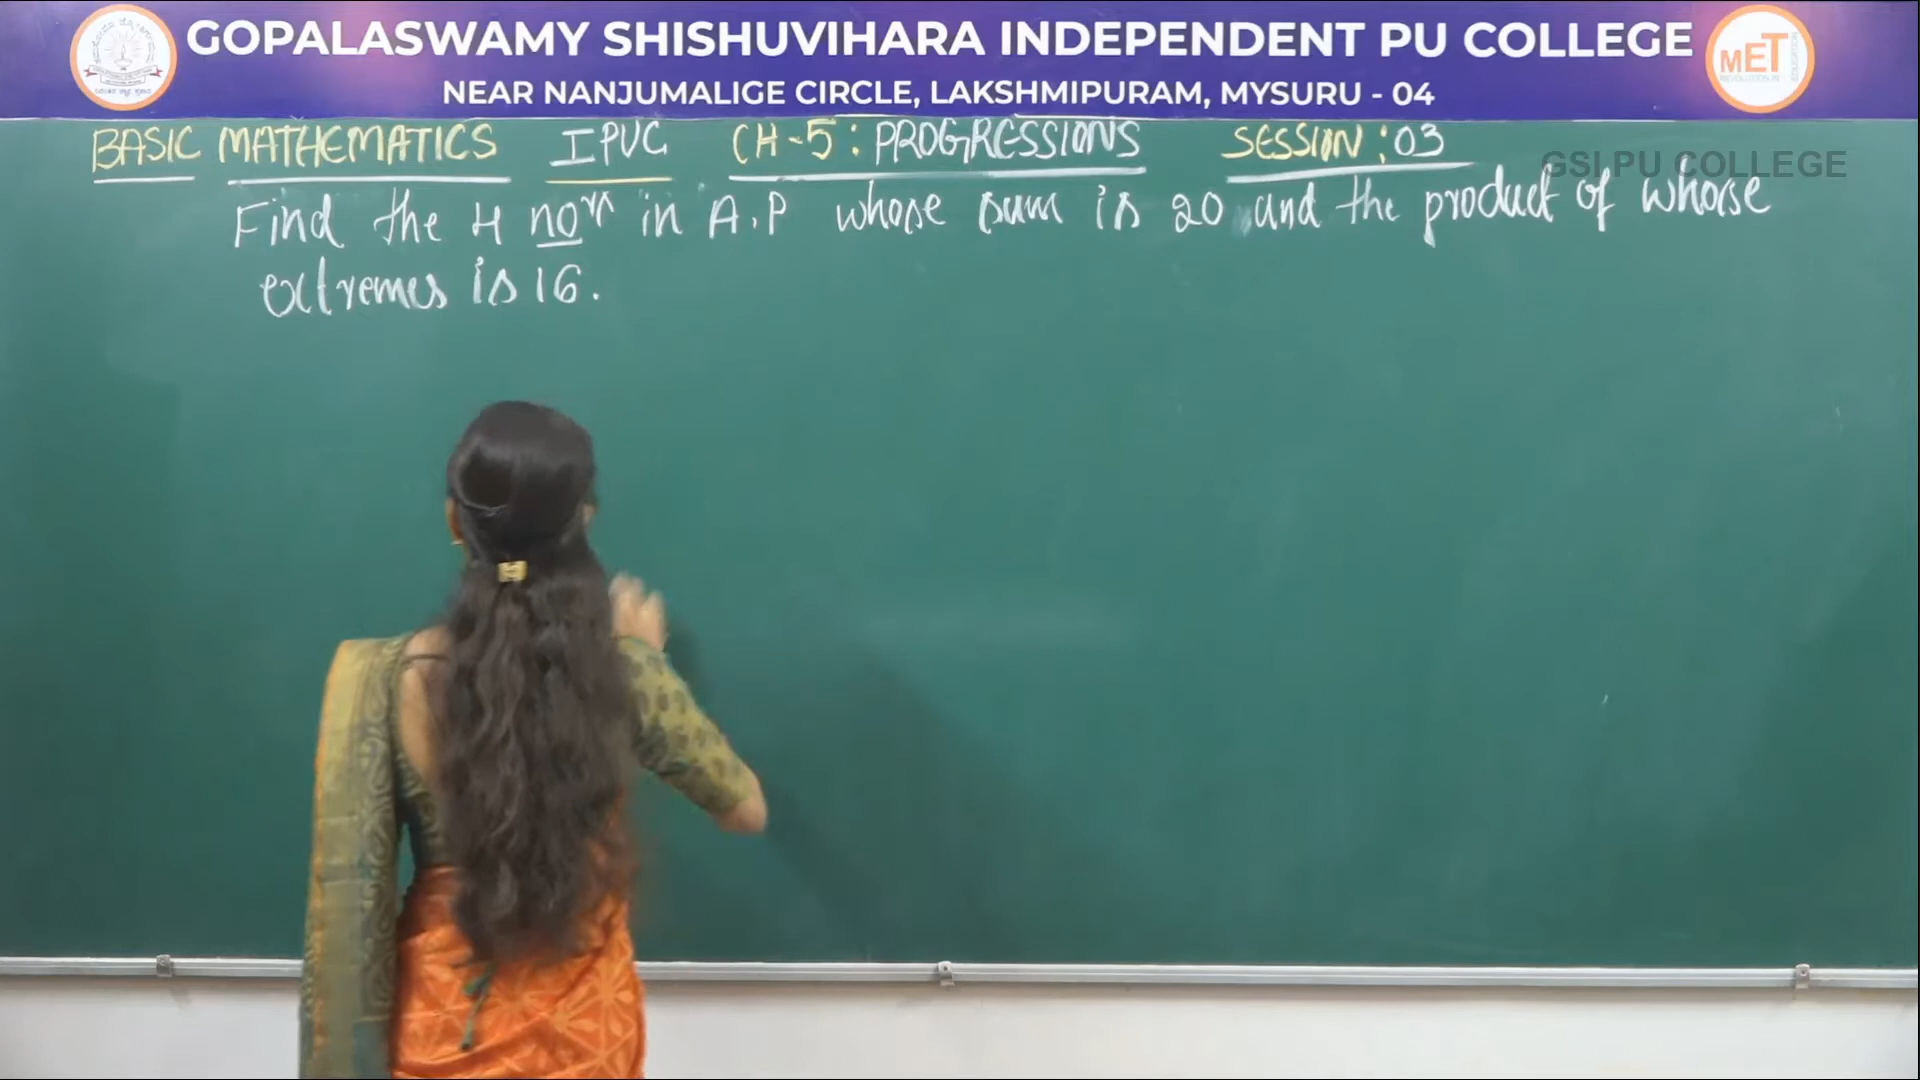 GOPALASWAMY SHISHUVIHARA INDEPENDENT PU COLLEGE
NEAR NANJUMALIGE CIRCLE, LAKSHMIPURAM, MYSURU - 04
MET
BASIC MATHEMATICS I PUC CH-5: PROGRESSIONS SESSION: 03
GSI PU COLLEGE
Find the 4 nors in A.P whose sum is 20 and the product of whose
extremes is 16.